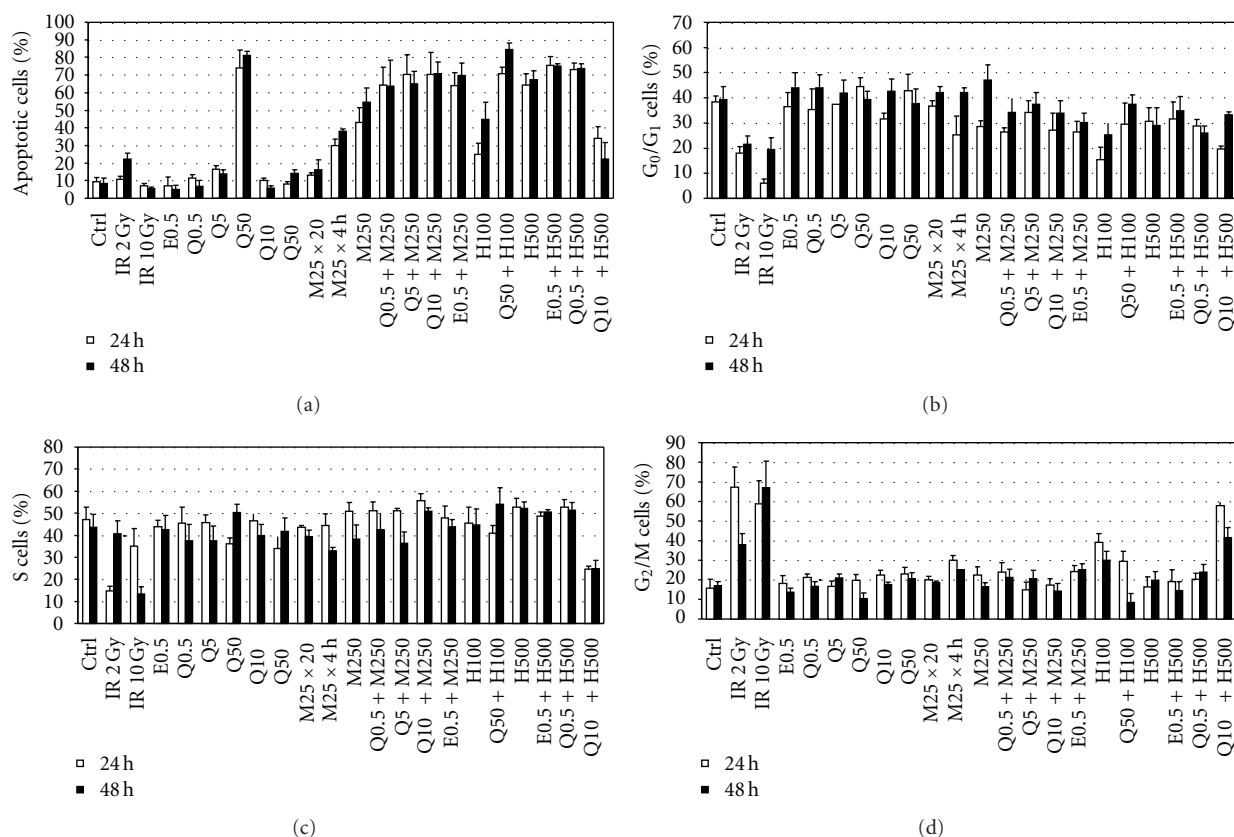 Apoptotic cells (%)
100
90
80
70
60
50
40
30
20
10
0
Ctrl
IR 2 Gy
IR 10 Gy
E0.5
Q0.5
Q5
Q50
Q10
Q50
M25 × 20
M25 × 4 h
M250
Q0.5 + M250
Q5 + M250
Q10 + M250
E0.5 + M250
H100
Q50 + H100
H500
E0.5 + H500
Q0.5 + H500
Q10 + H500
24 h
48 h
(a)
G0/G1 cells (%)
70
60
50
40
30
20
10
0
Ctrl
IR 2 Gy
IR 10 Gy
E0.5
Q0.5
Q5
Q50
Q10
Q50
M25 × 20
M25 × 4 h
M250
Q0.5 + M250
Q5 + M250
Q10 + M250
E0.5 + M250
H100
Q50 + H100
H500
E0.5 + H500
Q0.5 + H500
Q10 + H500
24 h
48 h
(b)
S cells (%)
80
70
60
50
40
30
20
10
0
Ctrl
IR 2 Gy
IR 10 Gy
E0.5
Q0.5
Q5
Q50
Q10
Q50
M25 × 20
M25 × 4 h
M250
Q0.5 + M250
Q5 + M250
Q10 + M250
E0.5 + M250
H100
Q50 + H100
H500
E0.5 + H500
Q0.5 + H500
Q10 + H500
24 h
48 h
(c)
G2/M cells (%)
90
80
70
60
50
40
30
20
10
0
Ctrl
IR 2 Gy
IR 10 Gy
E0.5
Q0.5
Q5
Q50
Q10
Q50
M25 × 20
M25 × 4 h
M250
Q0.5 + M250
Q5 + M250
Q10 + M250
E0.5 + M250
H100
Q50 + H100
H500
E0.5 + H500
Q0.5 + H500
Q10 + H500
24 h
48 h
(d)